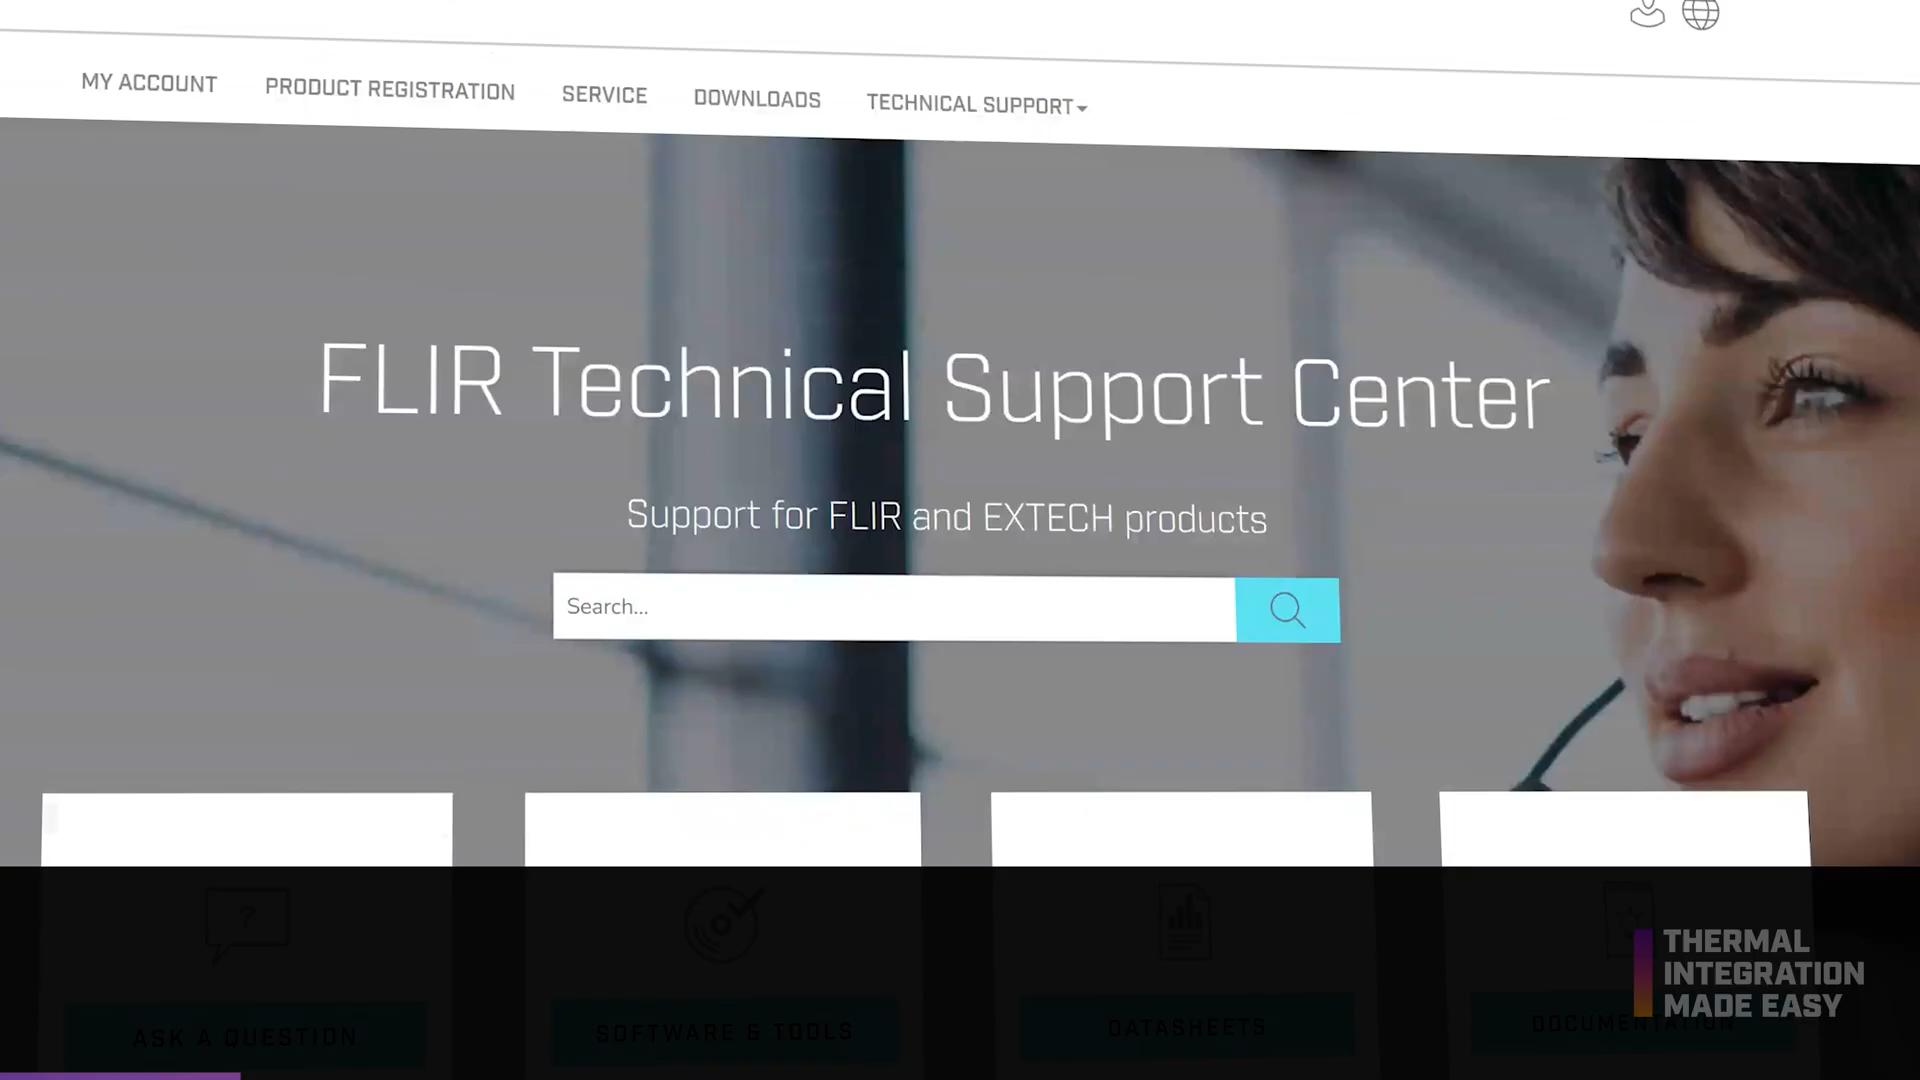 MY ACCOUNT PRODUCT REGISTRATION SERVICE DOWNLOADS TECHNICAL SUPPORT
FLIR Technical Support Center
Support for FLIR and EXTECH products
Search...
?
ASK A QUESTION SOFTWARE & TOOLS DATASHEETS DOCUMENTATION
THERMAL
INTEGRATION
MADE EASY